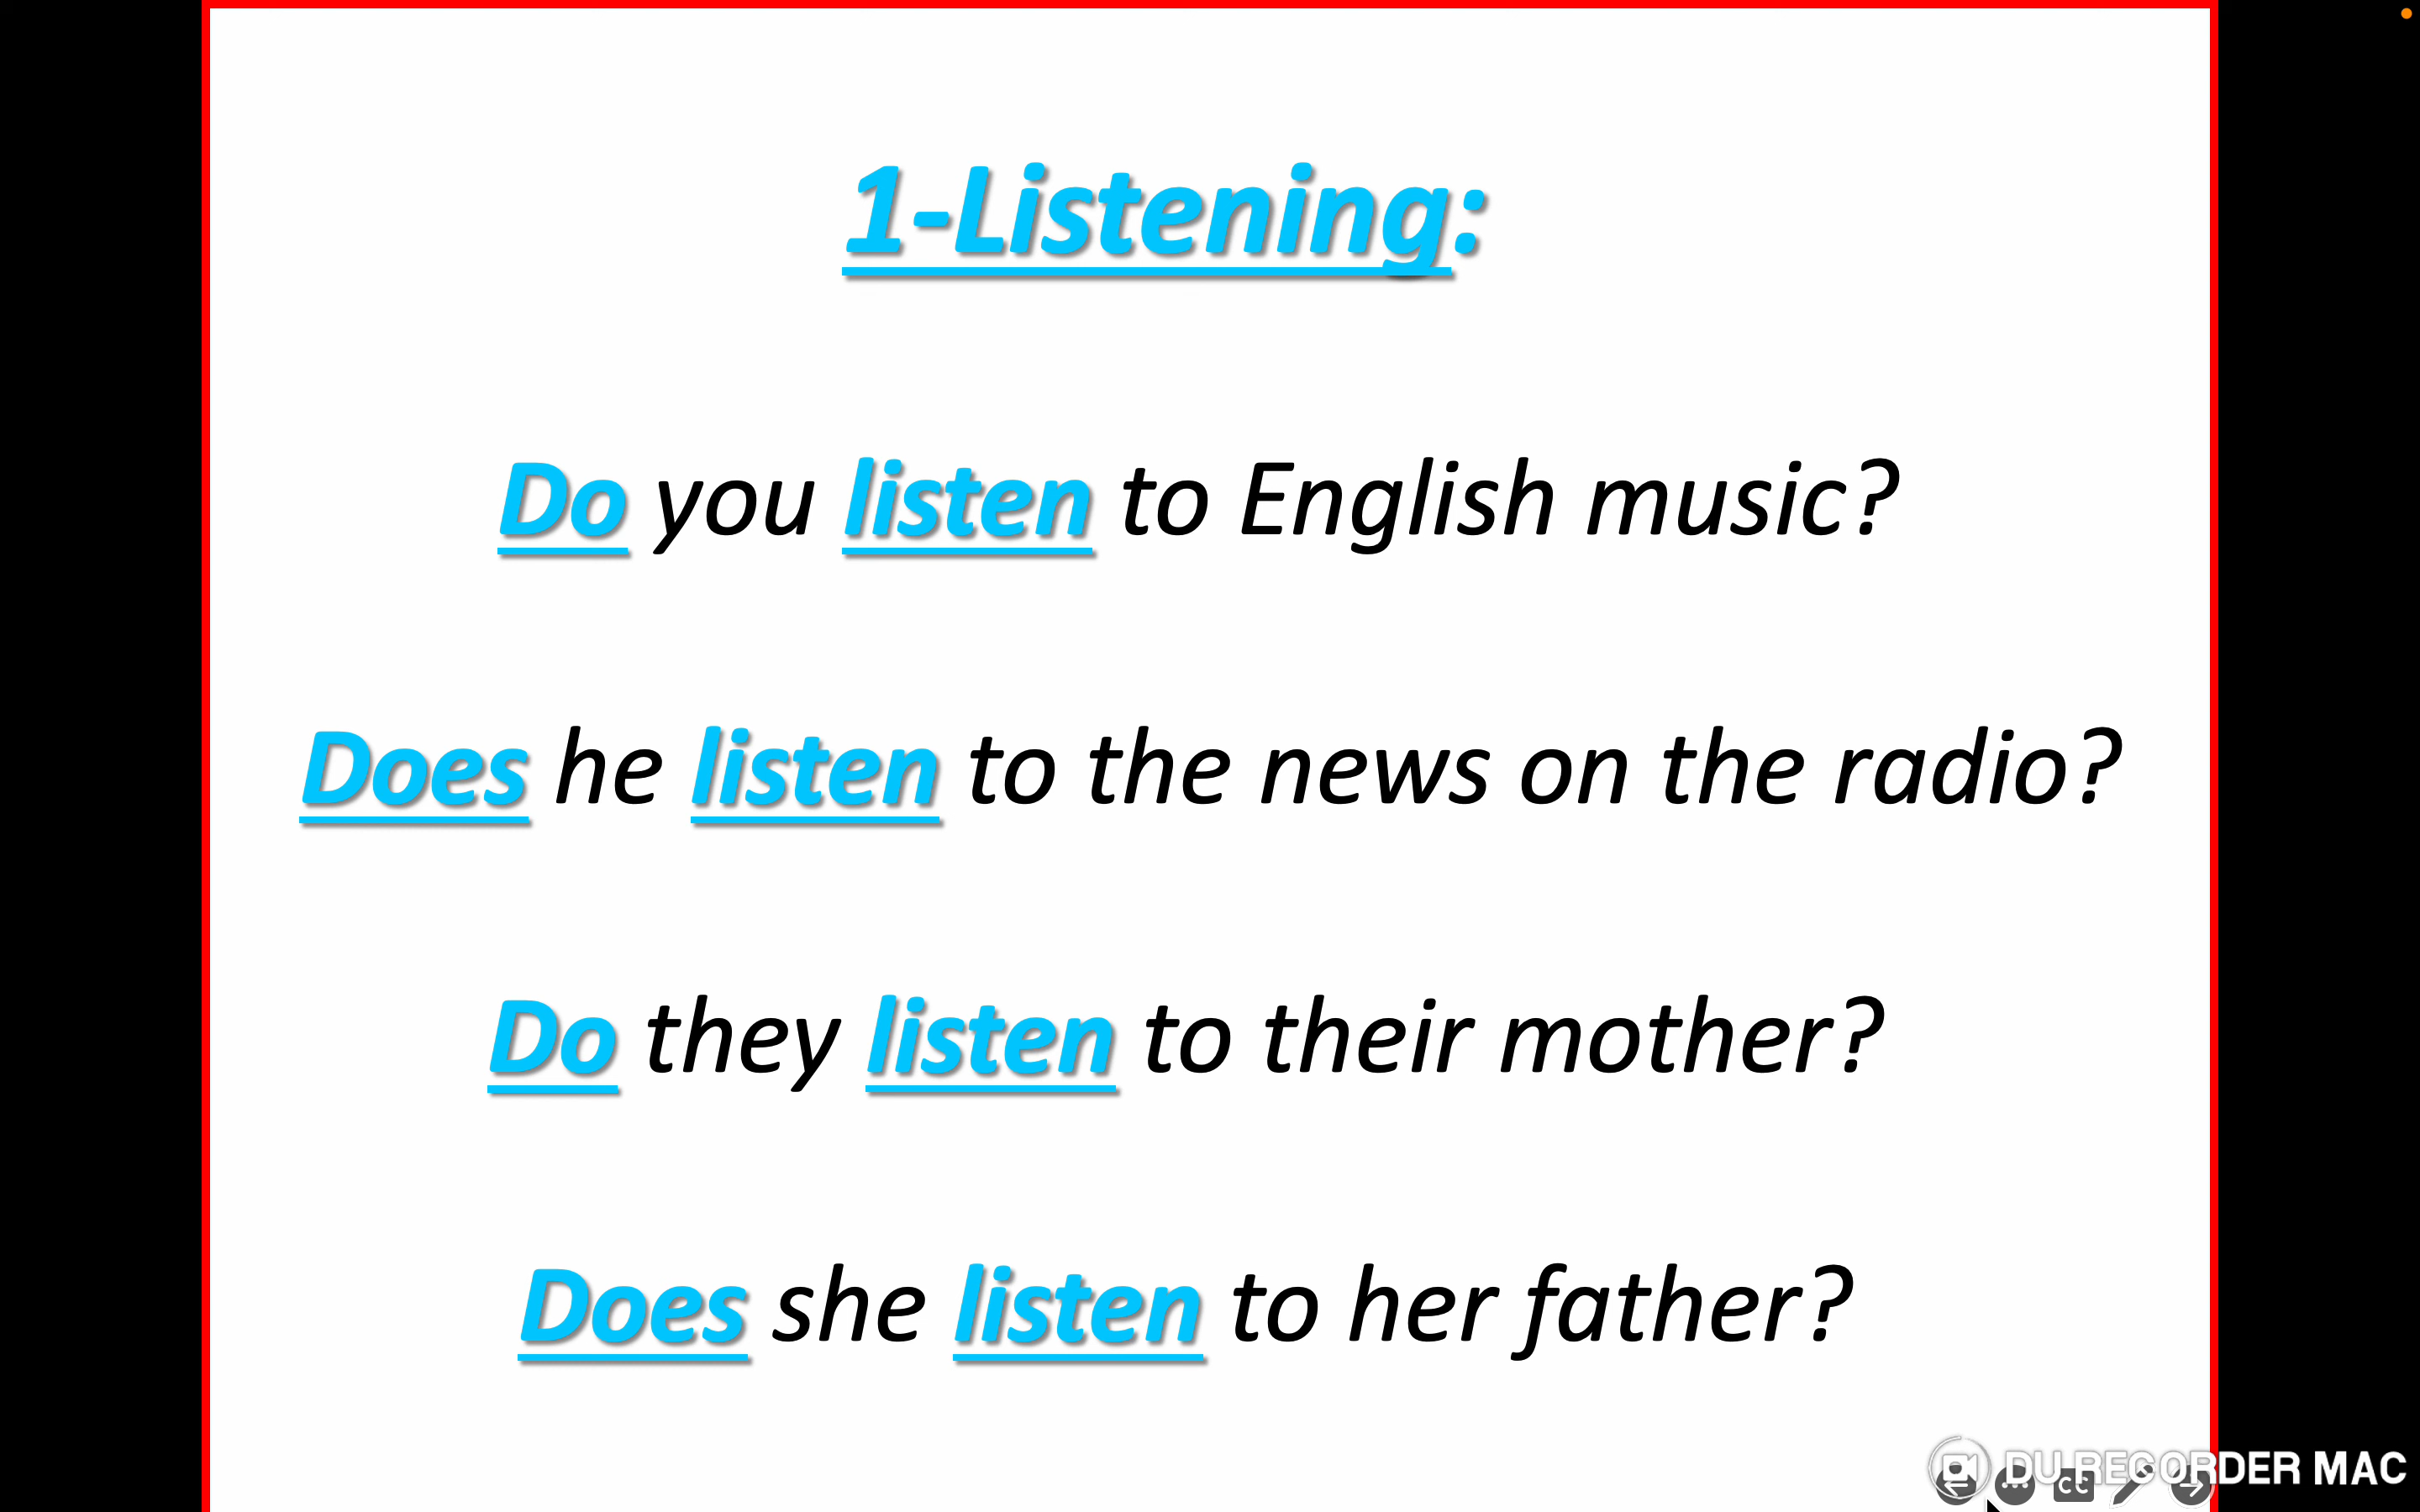 1-Listening:
Do you listen to English music?
Does he listen to the news on the radio?
Do they listen to their mother?
Does she listen to her father?
DU RECORDER MAC
CC